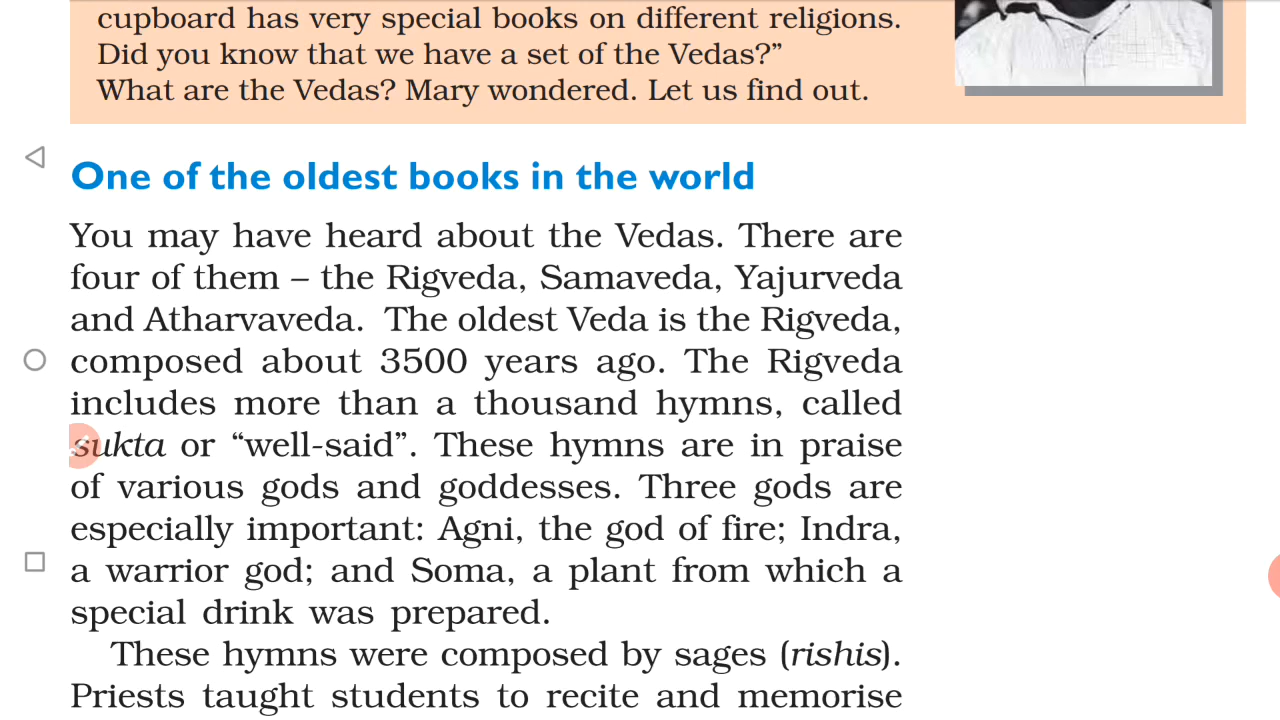 cupboard has very special books on different religions.
Did you know that we have a set of the Vedas?”
What are the Vedas? Mary wondered. Let us find out.
One of the oldest books in the world
You may have heard about the Vedas. There are
four of them – the Rigveda, Samaveda, Yajurveda
and Atharvaveda. The oldest Veda is the Rigveda,
composed about 3500 years ago. The Rigveda
includes more than a thousand hymns, called
sukta or “well-said”. These hymns are in praise
of various gods and goddesses. Three gods are
especially important: Agni, the god of fire; Indra,
a warrior god; and Soma, a plant from which a
special drink was prepared.
These hymns were composed by sages (rishis).
Priests taught students to recite and memorise